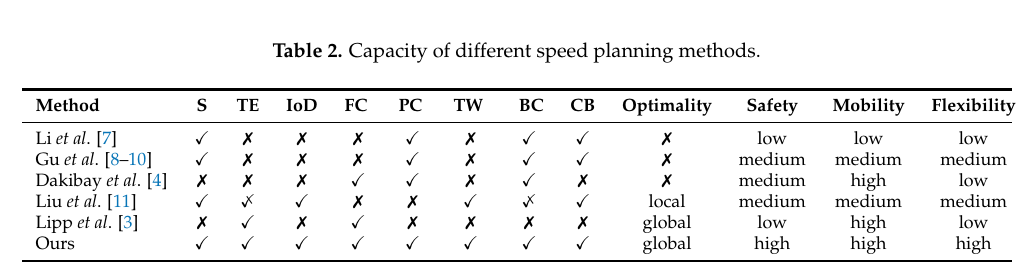 Table 2. Capacity of different speed planning methods.
Method S TE IoD FC PC TW BC CB Optimality Safety Mobility Flexibility
Li et al. [7] ✓ ✗ ✗ ✗ ✓ ✗ ✓ ✓ ✗ low low low
Gu et al. [8–10] ✓ ✗ ✗ ✗ ✓ ✗ ✓ ✓ ✗ medium medium medium
Dakibay et al. [4] ✗ ✗ ✗ ✓ ✓ ✗ ✓ ✗ ✗ medium high low
Liu et al. [11] ✓ ✗ ✓ ✗ ✗ ✓ ✗ ✓ local medium medium medium
Lipp et al. [3] ✗ ✓ ✗ ✓ ✗ ✗ ✗ ✗ global low high low
Ours ✓ ✓ ✓ ✓ ✓ ✓ ✓ ✓ global high high high